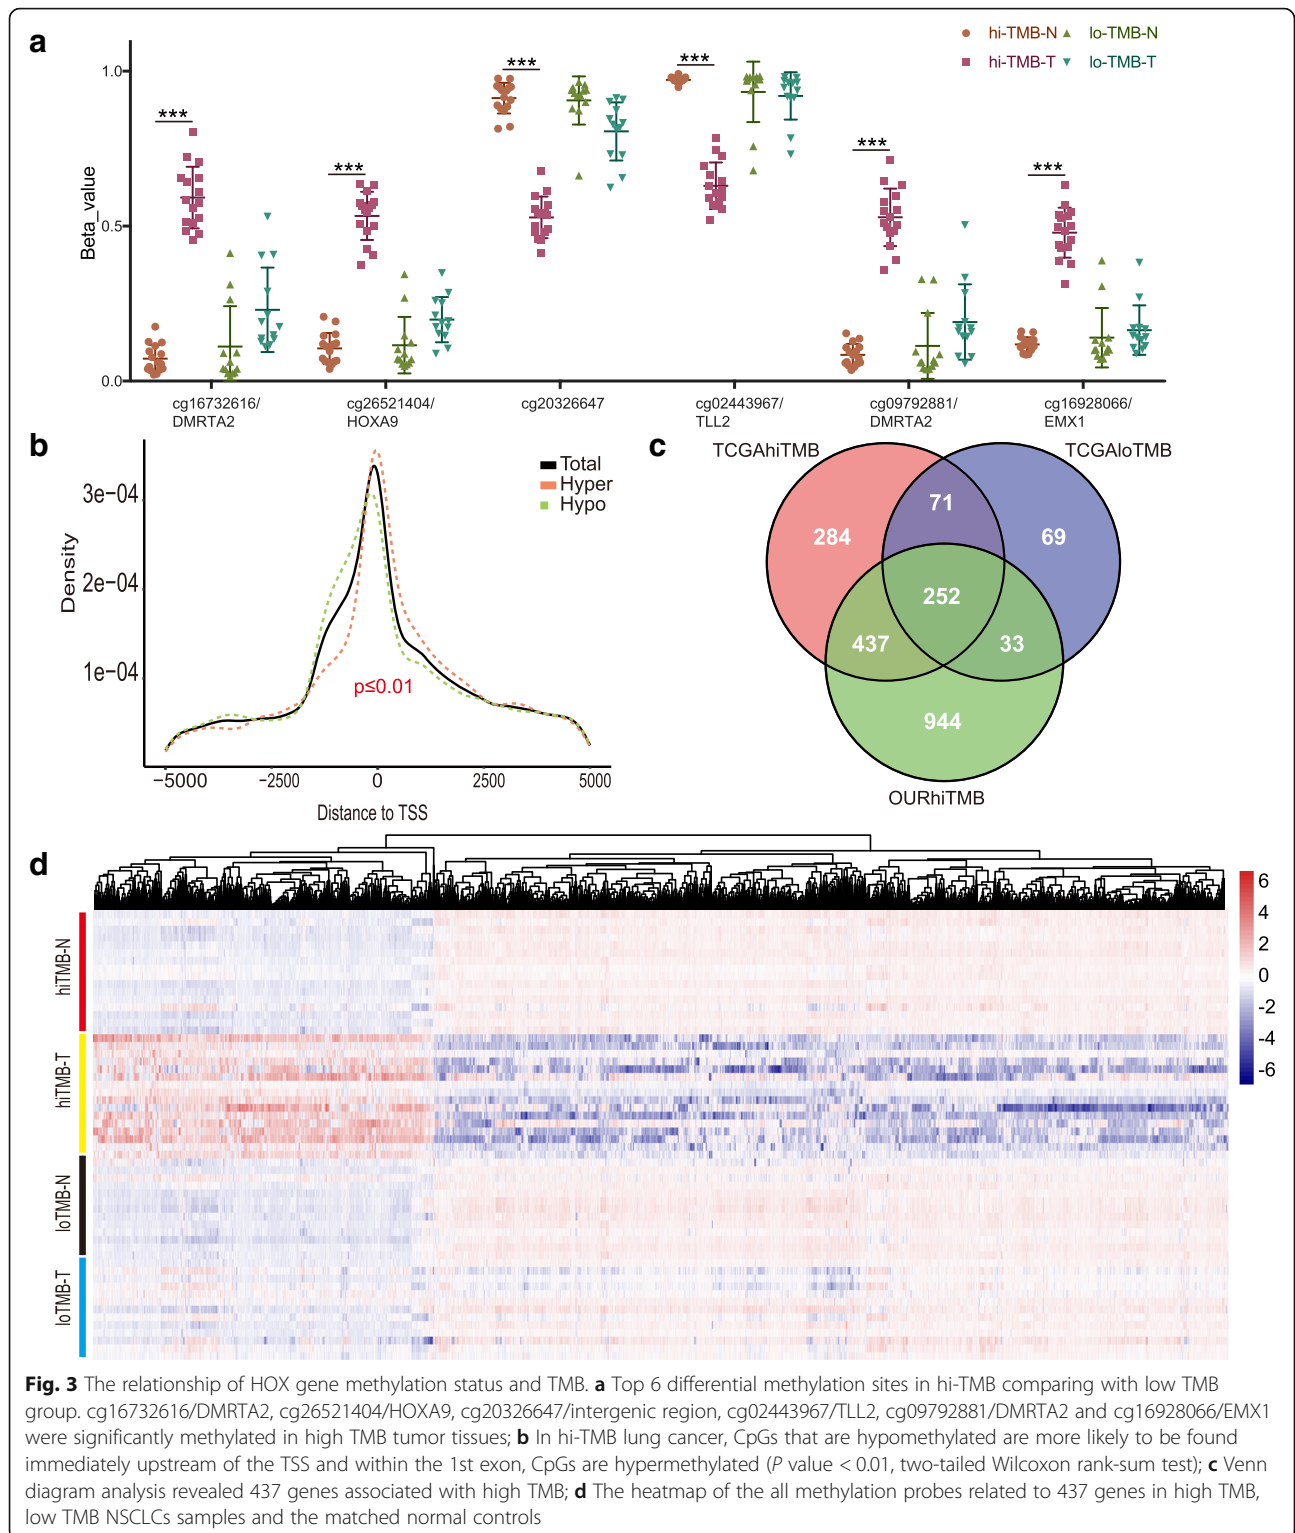 a
hi-TMB-N lo-TMB-N
hi-TMB-T lo-TMB-T
Beta_value
1.0
0.5
0.0
*** *** *** *** *** ***
cg16732616/ cg26521404/ cg20326647 cg02443967/ cg09792881/ cg16928066/
DMRTA2 HOXA9 TLL2 DMRTA2 EMX1
b
Total
Hyper
Hypo
Density
3e−04
2e−04
1e−04
p≤0.01
−5000 −2500 0 2500 5000
Distance to TSS
c
TCGAhiTMB TCGAloTMB
71
284 69
252
437 33
944
OURhiTMB
d
hiTMB-N
hiTMB-T
loTMB-N
loTMB-T
6
4
2
0
-2
-4
-6
Fig. 3 The relationship of HOX gene methylation status and TMB. a Top 6 differential methylation sites in hi-TMB comparing with low TMB
group. cg16732616/DMRTA2, cg26521404/HOXA9, cg20326647/intergenic region, cg02443967/TLL2, cg09792881/DMRTA2 and cg16928066/EMX1
were significantly methylated in high TMB tumor tissues; b In hi-TMB lung cancer, CpGs that are hypomethylated are more likely to be found
immediately upstream of the TSS and within the 1st exon, CpGs are hypermethylated (P value < 0.01, two-tailed Wilcoxon rank-sum test); c Venn
diagram analysis revealed 437 genes associated with high TMB; d The heatmap of the all methylation probes related to 437 genes in high TMB,
low TMB NSCLCs samples and the matched normal controls